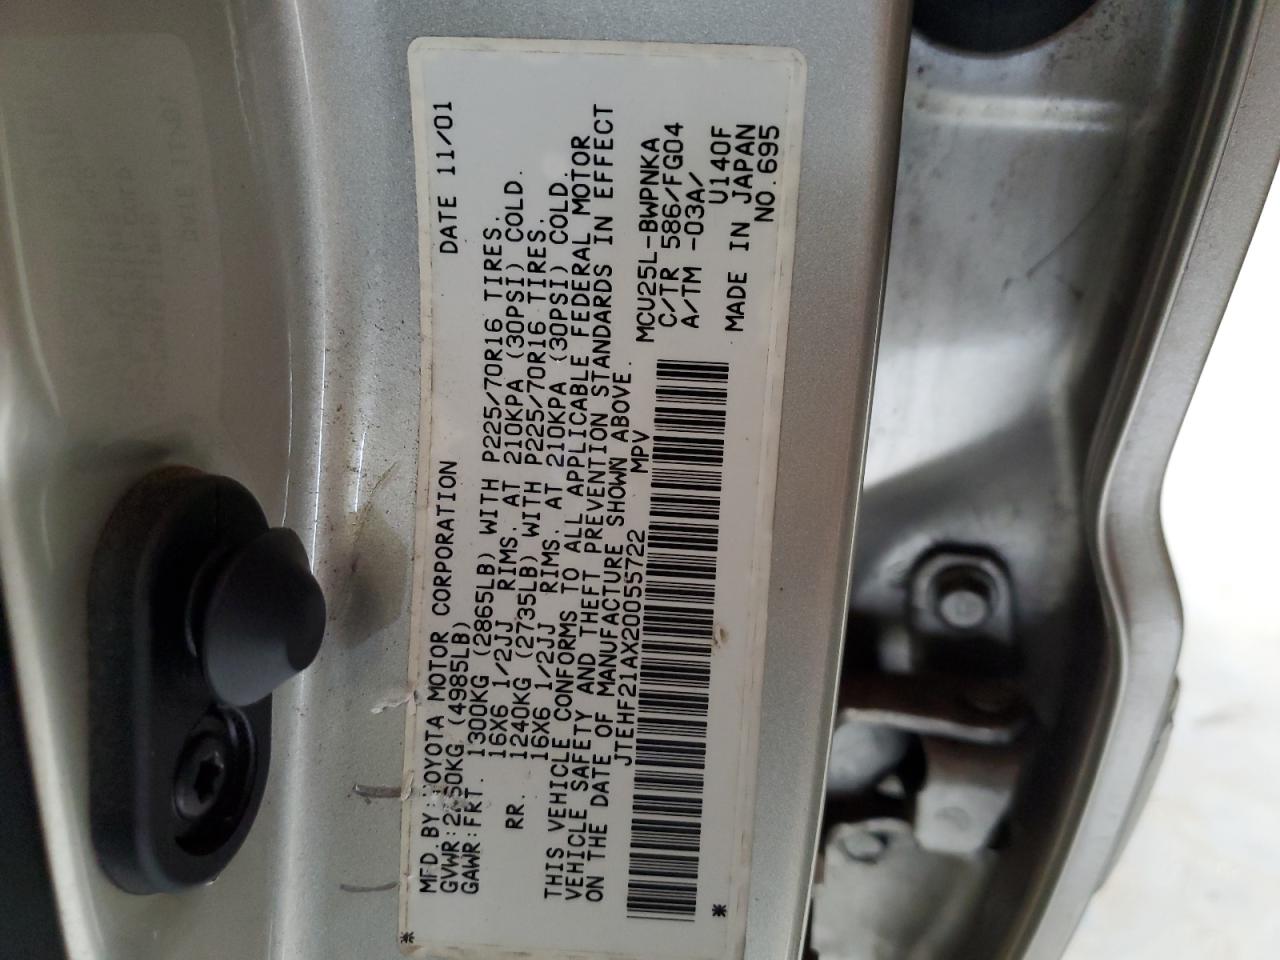 MFD. BY: TOYOTA MOTOR CORPORATION DATE 11/01
GVWR: 2260KG (4985LB)
GAWR: FRT. 1300KG (2865LB) WITH P225/70R16 TIRES.
16X6 1/2JJ RIMS. AT 210KPA (30PSI) COLD.
RR. 1240KG (2735LB) WITH P225/70R16 TIRES.
16X6 1/2JJ RIMS. AT 210KPA (30PSI) COLD.
THIS VEHICLE CONFORMS TO ALL APPLICABLE FEDERAL MOTOR
VEHICLE SAFETY AND THEFT PREVENTION STANDARDS IN EFFECT
ON THE DATE OF MANUFACTURE SHOWN ABOVE.
JTEHF21AX20055722 MPV
MCU25L-BWPNKA
C/TR 586/FG04
A/TM -03A/
U140F
MADE IN JAPAN
NO.695